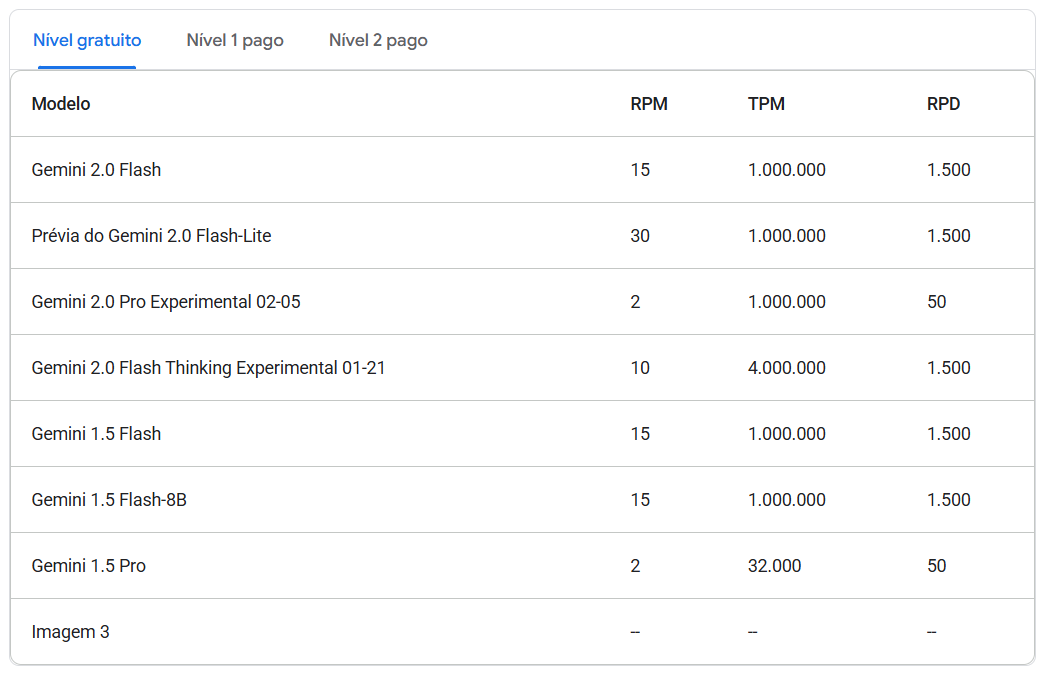 Nível gratuito Nível 1 pago Nível 2 pago
Modelo RPM TPM RPD
Gemini 2.0 Flash 15 1.000.000 1.500
Prévia do Gemini 2.0 Flash-Lite 30 1.000.000 1.500
Gemini 2.0 Pro Experimental 02-05 2 1.000.000 50
Gemini 2.0 Flash Thinking Experimental 01-21 10 4.000.000 1.500
Gemini 1.5 Flash 15 1.000.000 1.500
Gemini 1.5 Flash-8B 15 1.000.000 1.500
Gemini 1.5 Pro 2 32.000 50
Imagem 3 -- -- --